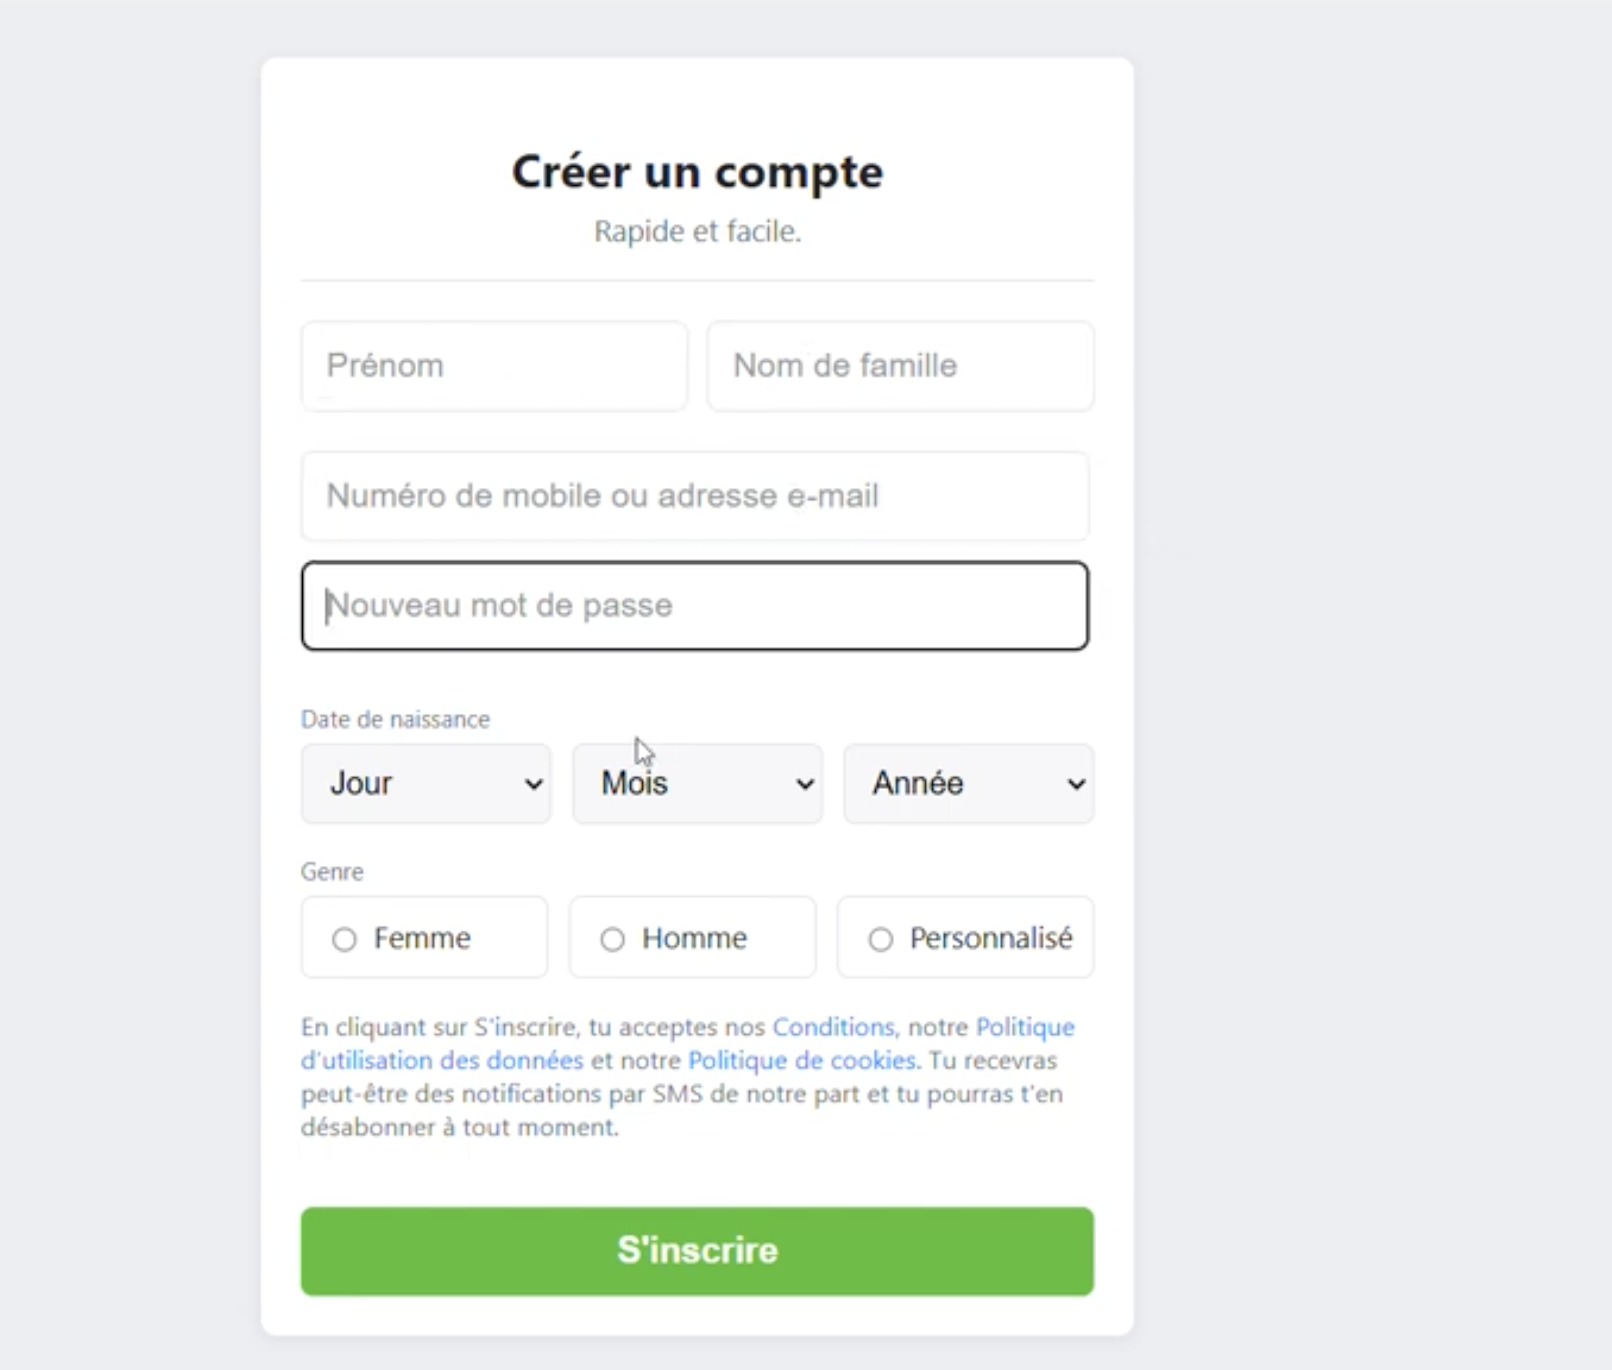 Créer un compte
Rapide et facile.
Prénom
Nom de famille
Numéro de mobile ou adresse e-mail
Nouveau mot de passe
Date de naissance
Jour
Mois
Année
Genre
Femme
Homme
Personnalisé
En cliquant sur S'inscrire, tu acceptes nos Conditions, notre Politique
d'utilisation des données et notre Politique de cookies. Tu recevras
peut-être des notifications par SMS de notre part et tu pourras t'en
désabonner à tout moment.
S'inscrire